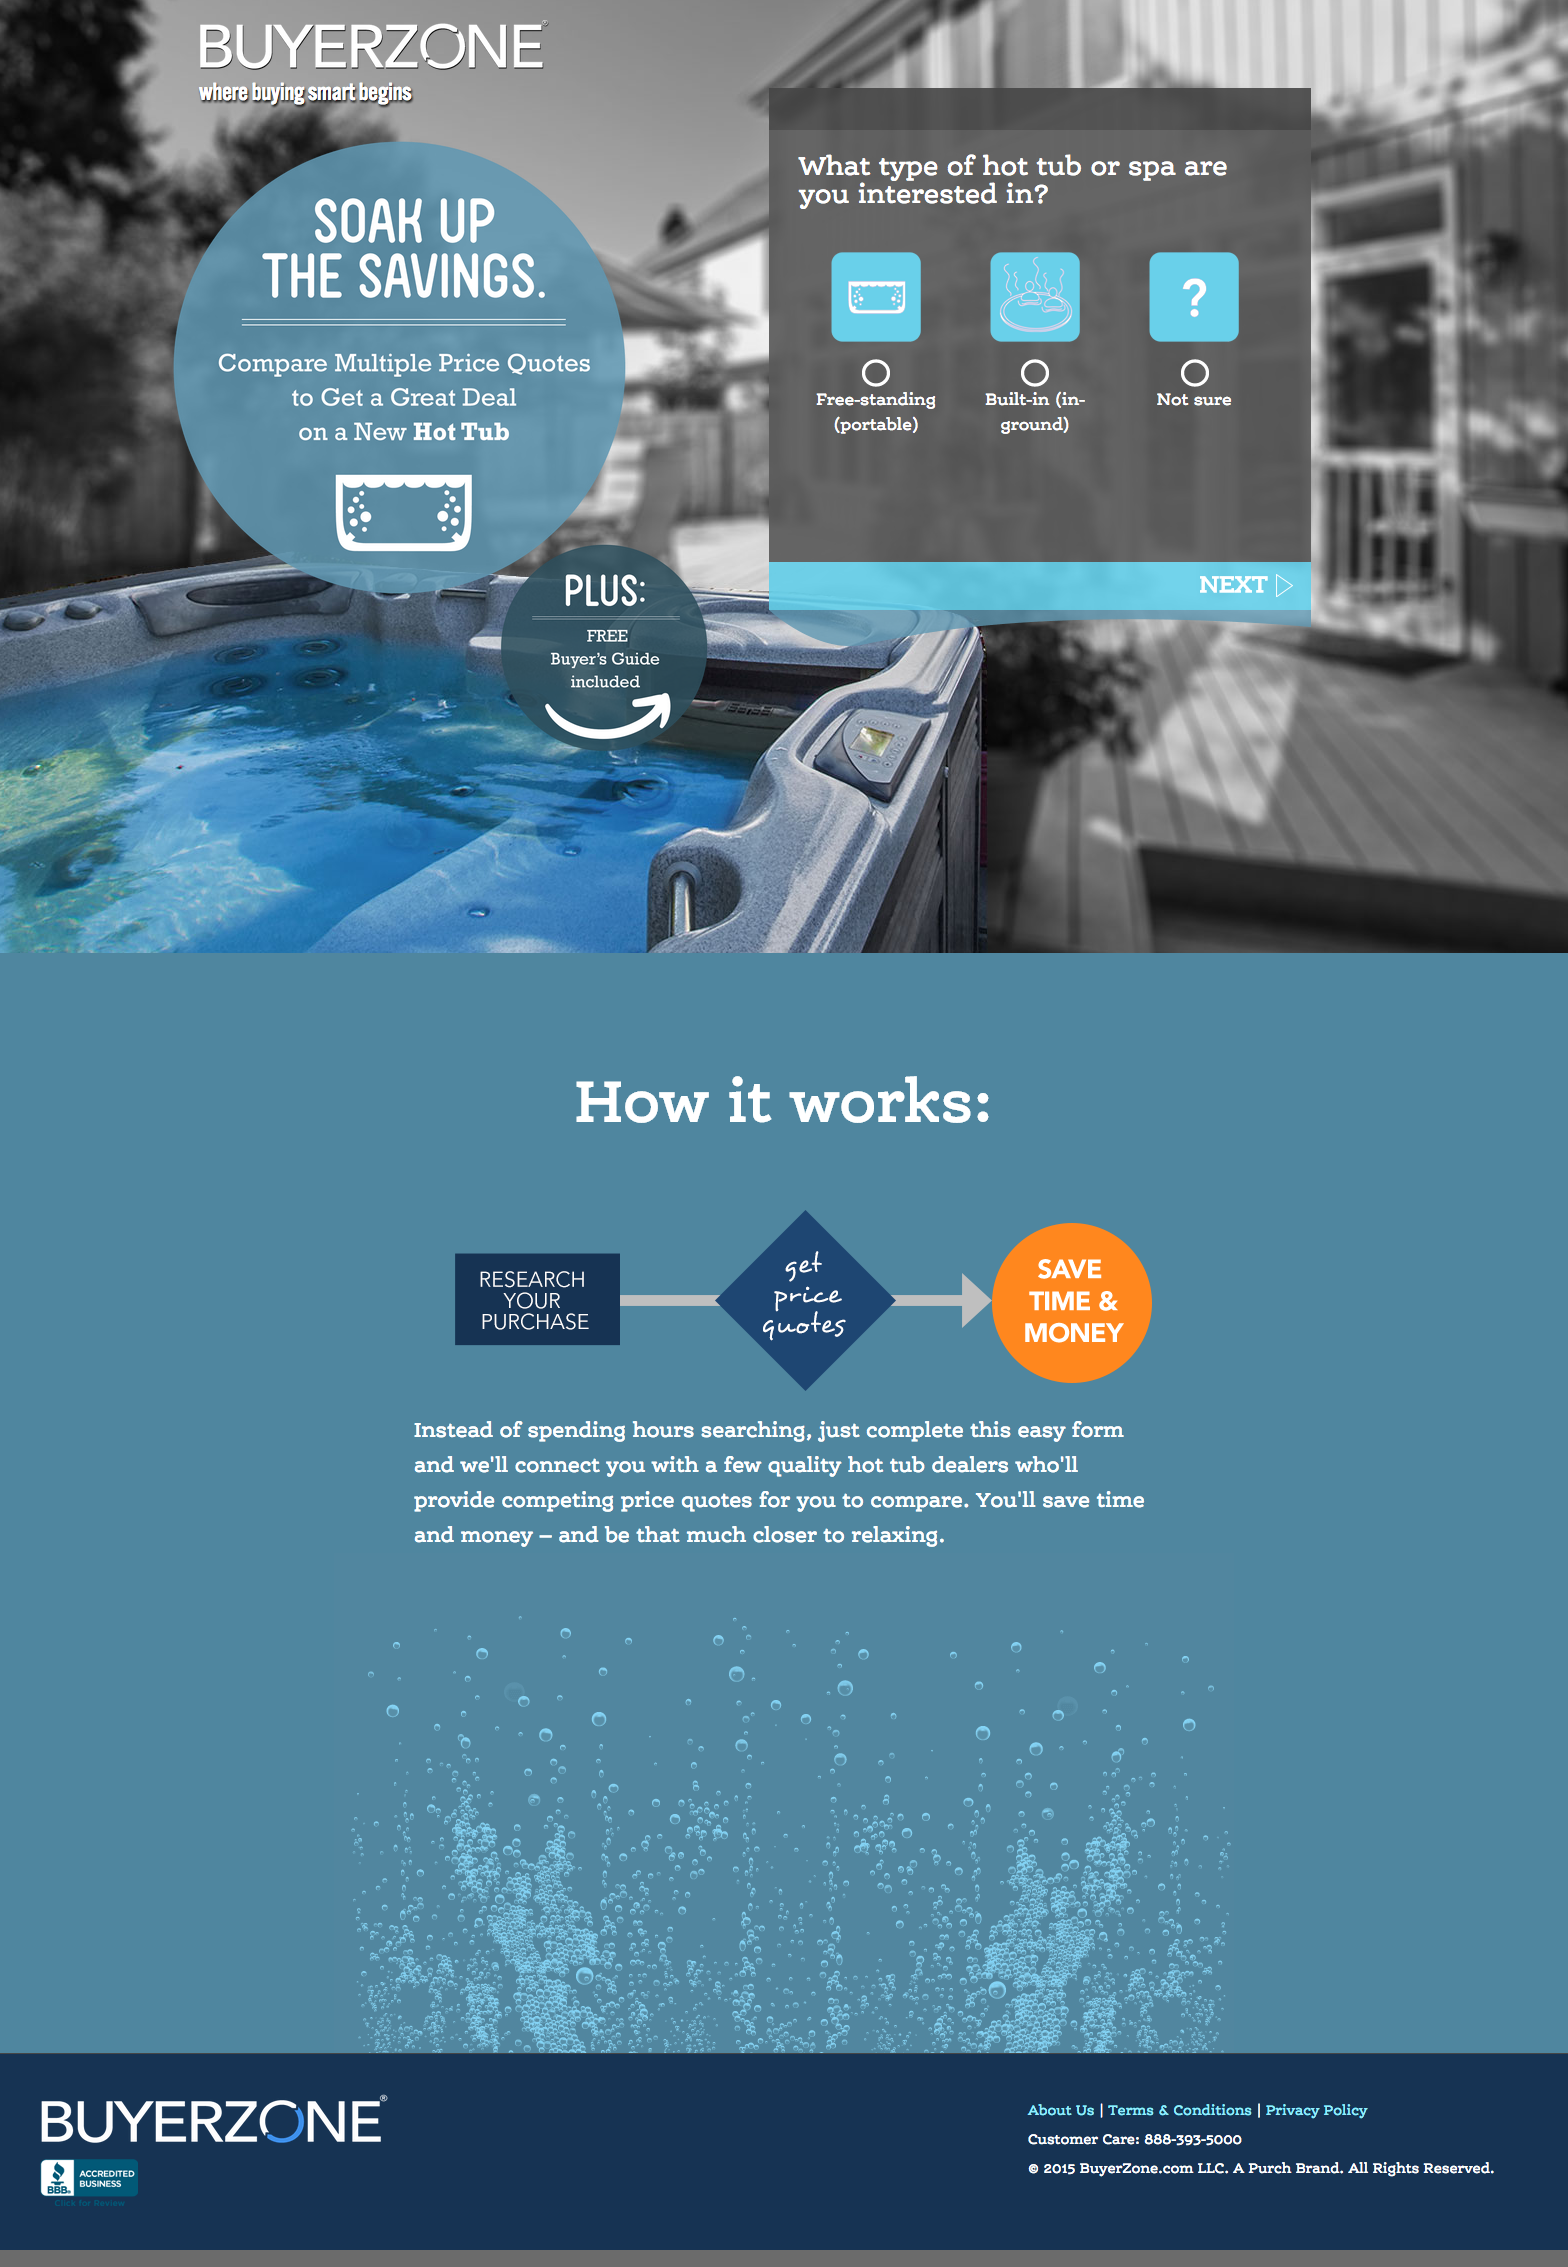 BUYERZONE®
where buying smart begins
SOAK UP
THE SAVINGS.
Compare Multiple Price Quotes
to Get a Great Deal
on a New Hot Tub
PLUS:
FREE
Buyer's Guide
included
What type of hot tub or spa are
you interested in?
?
Free-standing
(portable)
Built-in (in-
ground)
Not sure
NEXT
How it works:
RESEARCH
YOUR
PURCHASE
get
price
quotes
SAVE
TIME &
MONEY
Instead of spending hours searching, just complete this easy form
and we'll connect you with a few quality hot tub dealers who'll
provide competing price quotes for you to compare. You'll save time
and money – and be that much closer to relaxing.
BUYERZONE®
BBB.
ACCREDITED
BUSINESS
Click for Review
About Us | Terms & Conditions | Privacy Policy
Customer Care: 888-393-5000
© 2015 BuyerZone.com LLC. A Purch Brand. All Rights Reserved.